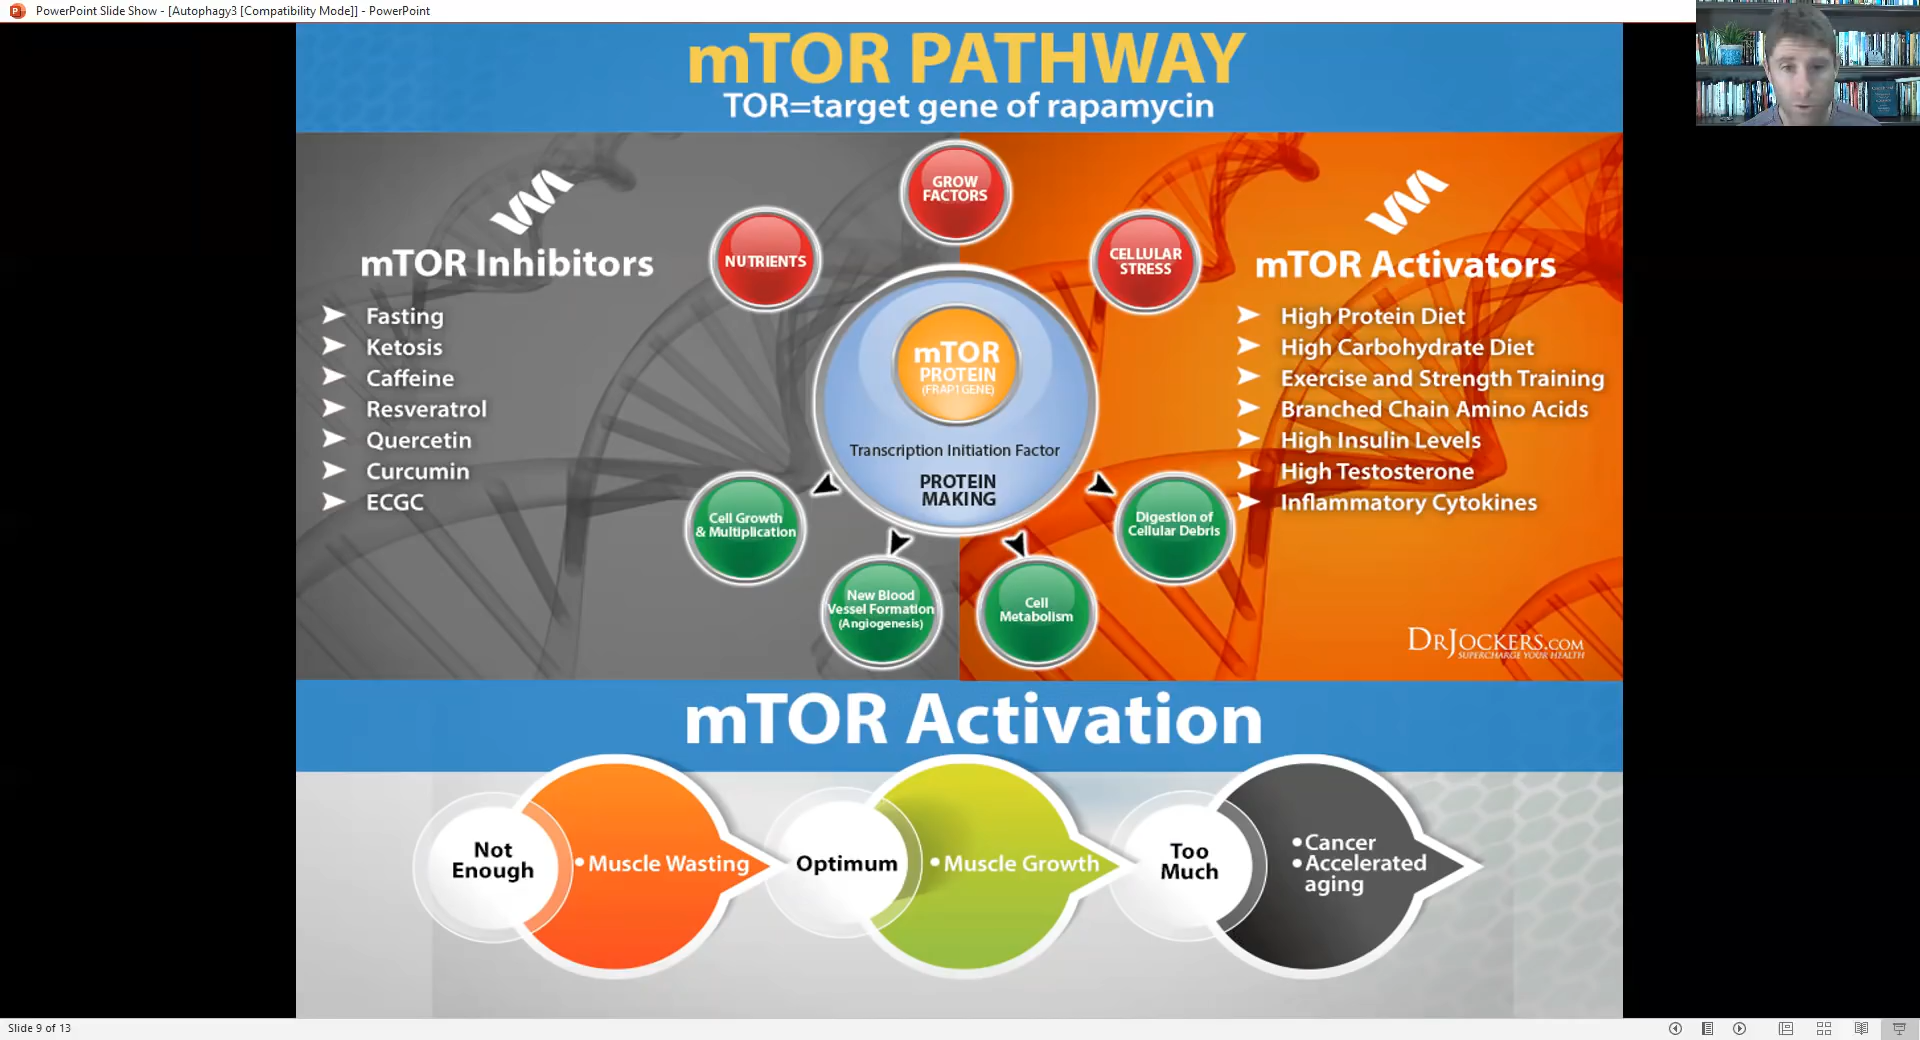 PowerPoint Slide Show - [Autophagy3 [Compatibility Mode]] - PowerPoint
mTOR PATHWAY
TOR=target gene of rapamycin
mTOR Inhibitors
Fasting
Ketosis
Caffeine
Resveratrol
Quercetin
Curcumin
ECGC
NUTRIENTS
GROW
FACTORS
CELLULAR
STRESS
mTOR
PROTEIN
(FRAP1GENE)
Transcription Initiation Factor
PROTEIN
MAKING
Cell Growth
& Multiplication
New Blood
Vessel Formation
(Angiogenesis)
Cell
Metabolism
Digestion of
Cellular Debris
mTOR Activators
High Protein Diet
High Carbohydrate Diet
Exercise and Strength Training
Branched Chain Amino Acids
High Insulin Levels
High Testosterone
Inflammatory Cytokines
DRJOCKERS.COM
SUPERCHARGE YOUR HEALTH
mTOR Activation
Not
Enough
• Muscle Wasting
Optimum
• Muscle Growth
Too
Much
• Cancer
• Accelerated
aging
Slide 9 of 13